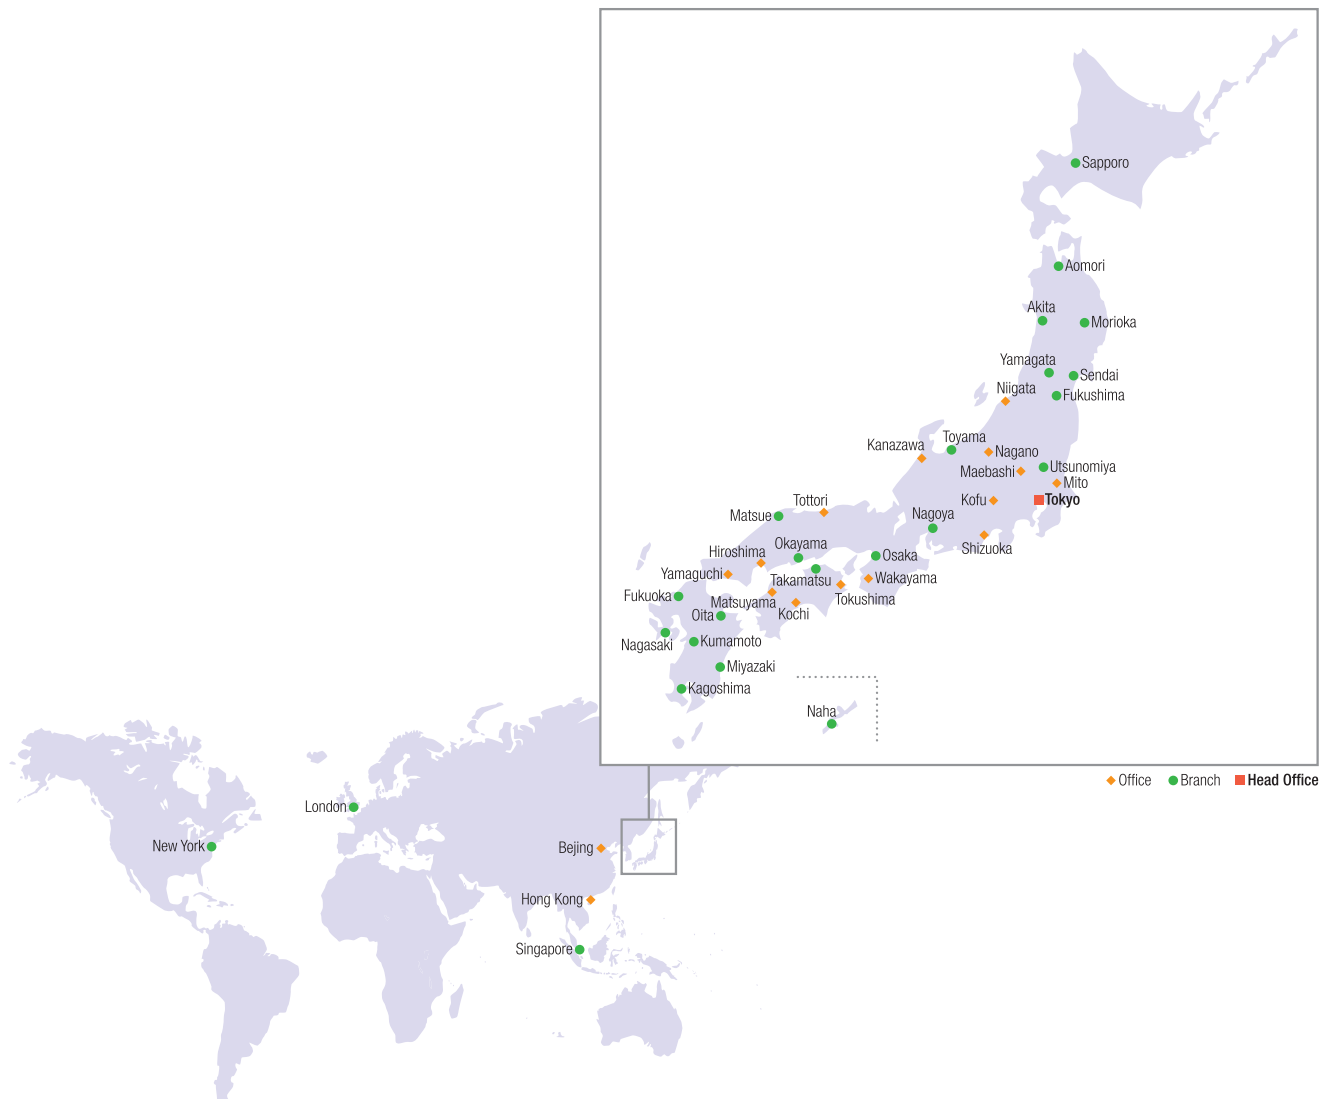 Sapporo
Aomori
Akita
Morioka
Yamagata
Sendai
Niigata
Fukushima
Toyama
Kanazawa
Nagano
Utsunomiya
Maebashi
Mito
Tottori
Kofu
Tokyo
Matsue
Nagoya
Okayama
Shizuoka
Hiroshima
Osaka
Yamaguchi
Takamatsu
Wakayama
Fukuoka
Matsuyama
Tokushima
Oita
Kochi
Nagasaki
Kumamoto
Miyazaki
Kagoshima
Naha
Office
Branch
Head Office
London
New York
Bejing
Hong Kong
Singapore